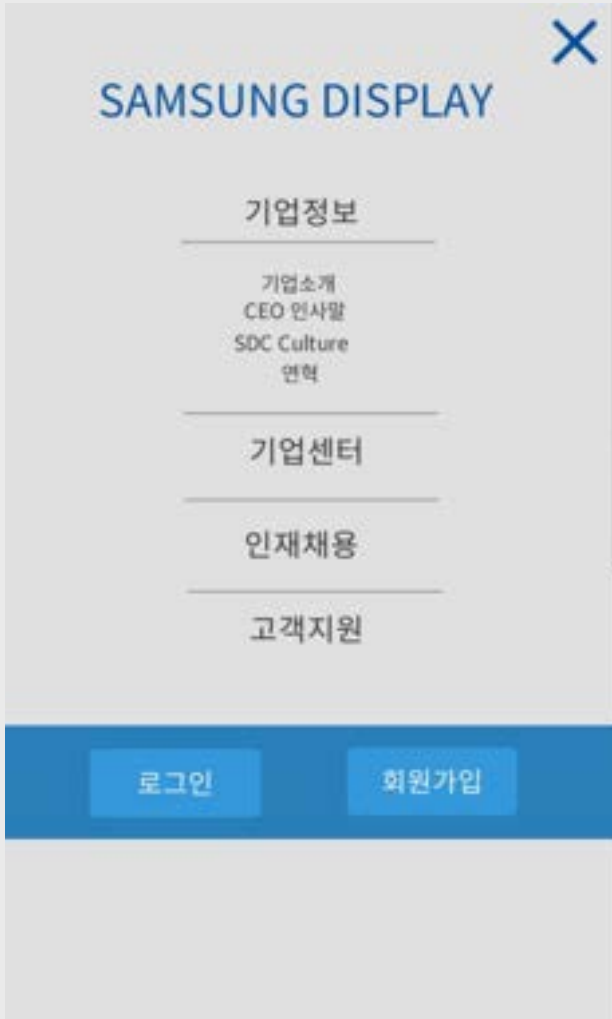 SAMSUNG DISPLAY
기업정보
기업소개
CEO 인사말
SDC Culture
연혁
기업센터
인재채용
고객지원
로그인
회원가입